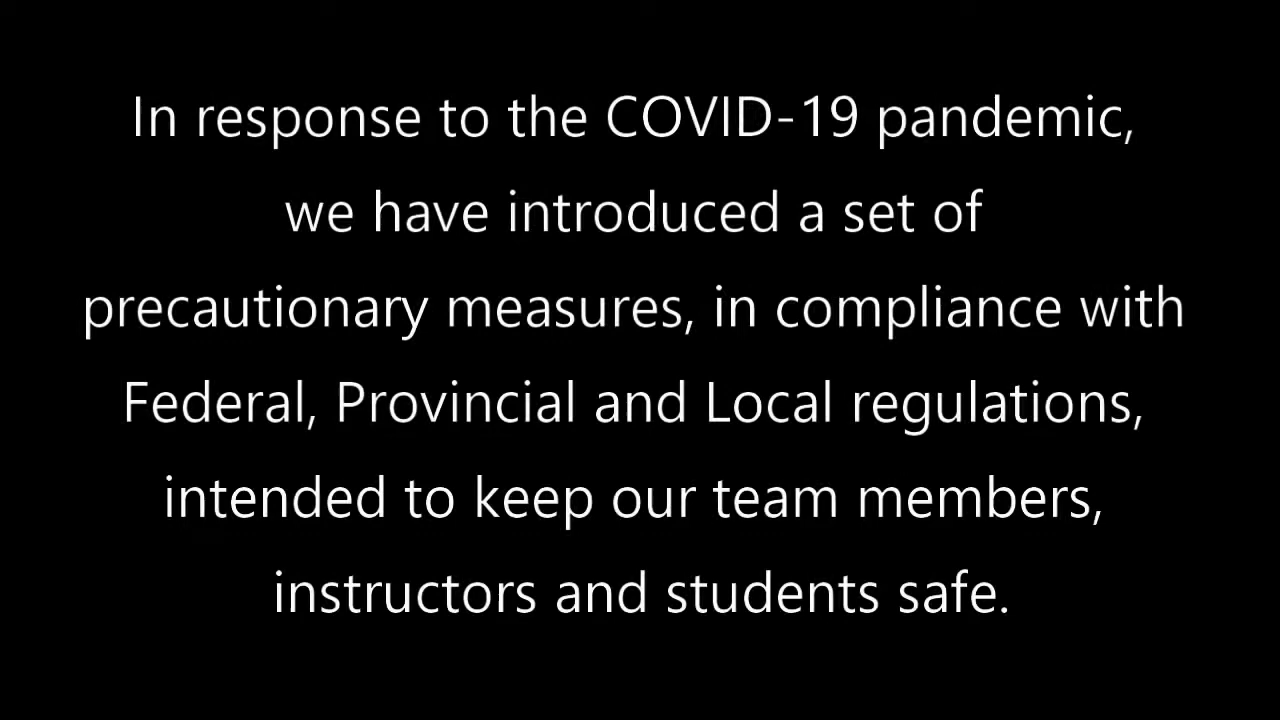 In response to the COVID-19 pandemic,
we have introduced a set of
precautionary measures, in compliance with
Federal, Provincial and Local regulations,
intended to keep our team members,
instructors and students safe.